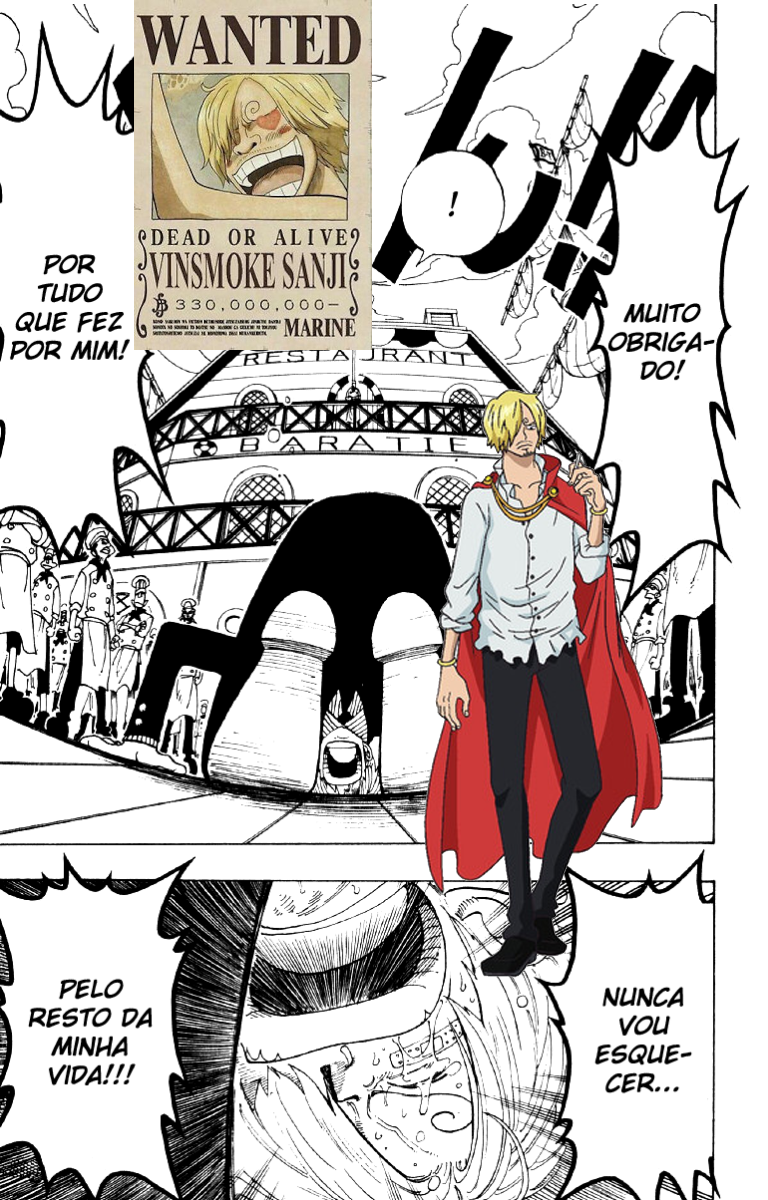 WANTED
DEAD OR ALIVE
VINSMOKE SANJI
330,000,000-
MARINE
!
MUITO
OBRIGA-
DO!
POR
TUDO
QUE FEZ
POR MIM!
RESTAURANT
BARATIE
NUNCA
VOU
ESQUE-
CER...
PELO
RESTO DA
MINHA
VIDA!!!